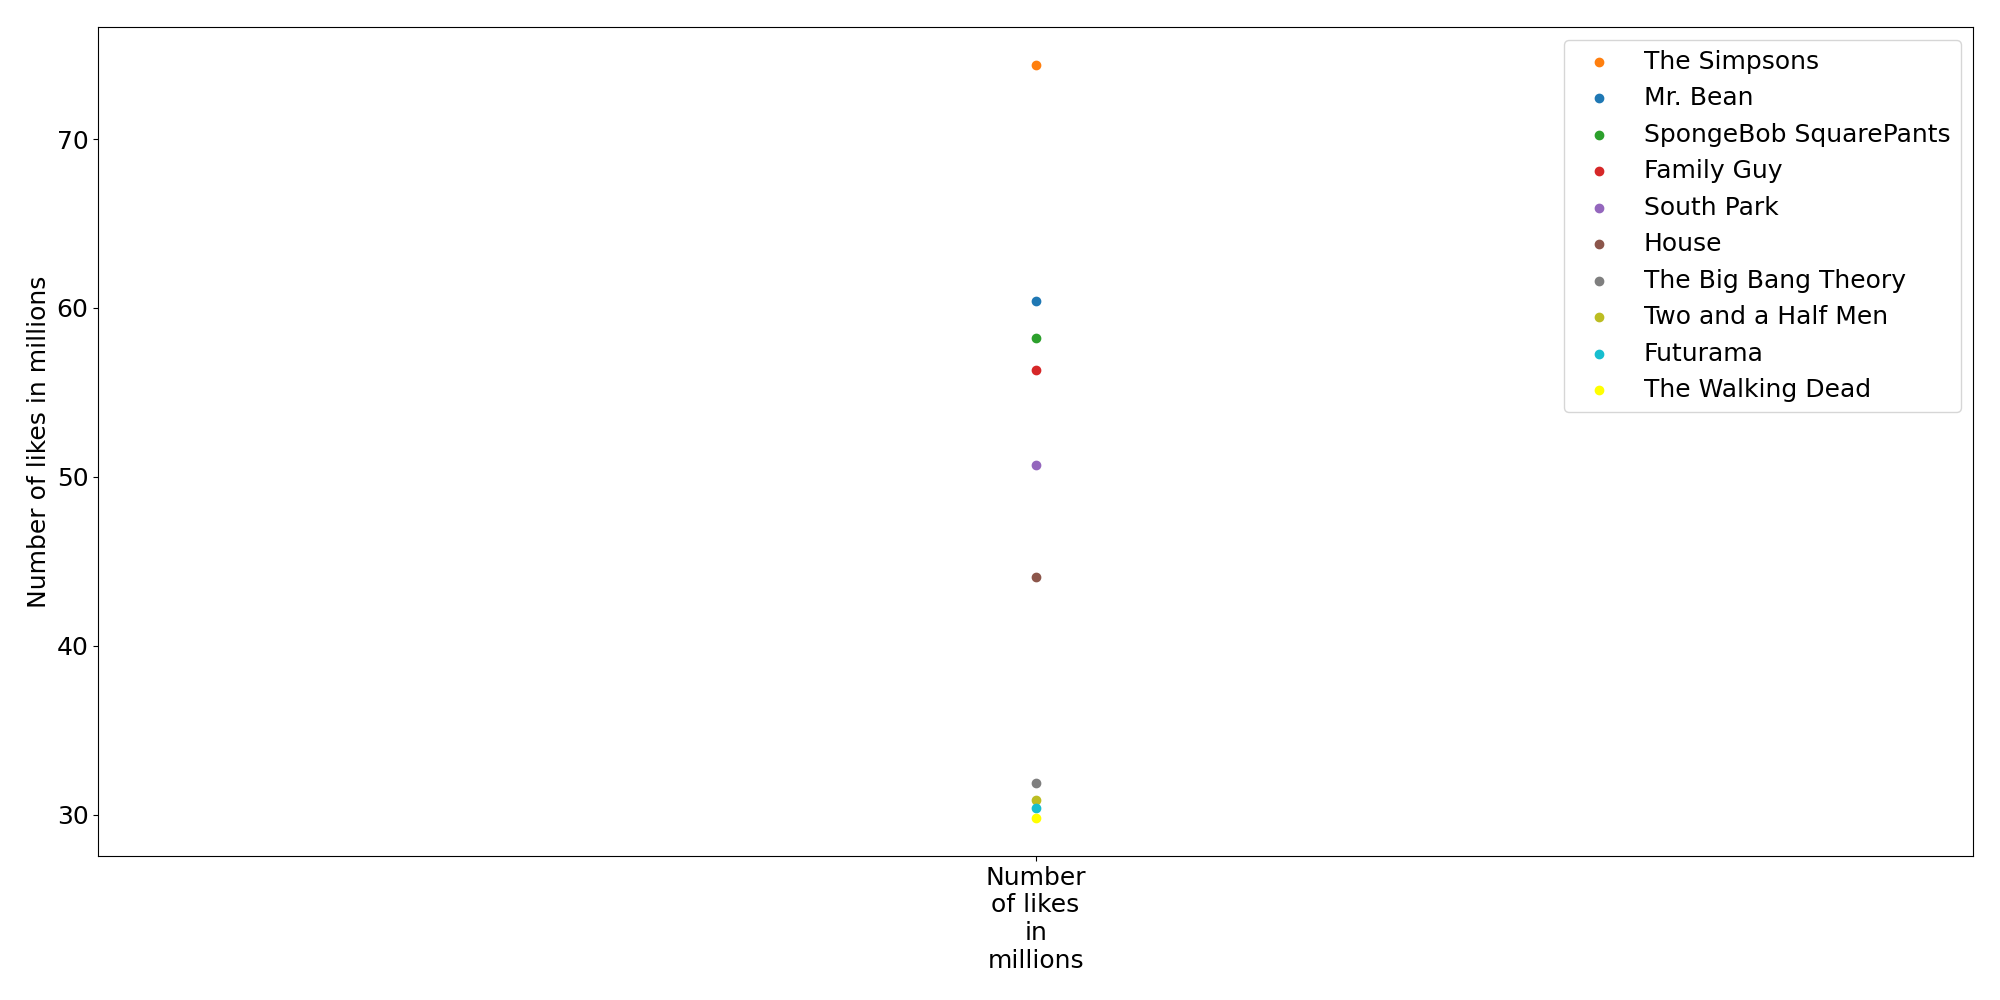 Number of likes in millions
70
60
50
40
30
Number
of likes
in
millions
The Simpsons
Mr. Bean
SpongeBob SquarePants
Family Guy
South Park
House
The Big Bang Theory
Two and a Half Men
Futurama
The Walking Dead